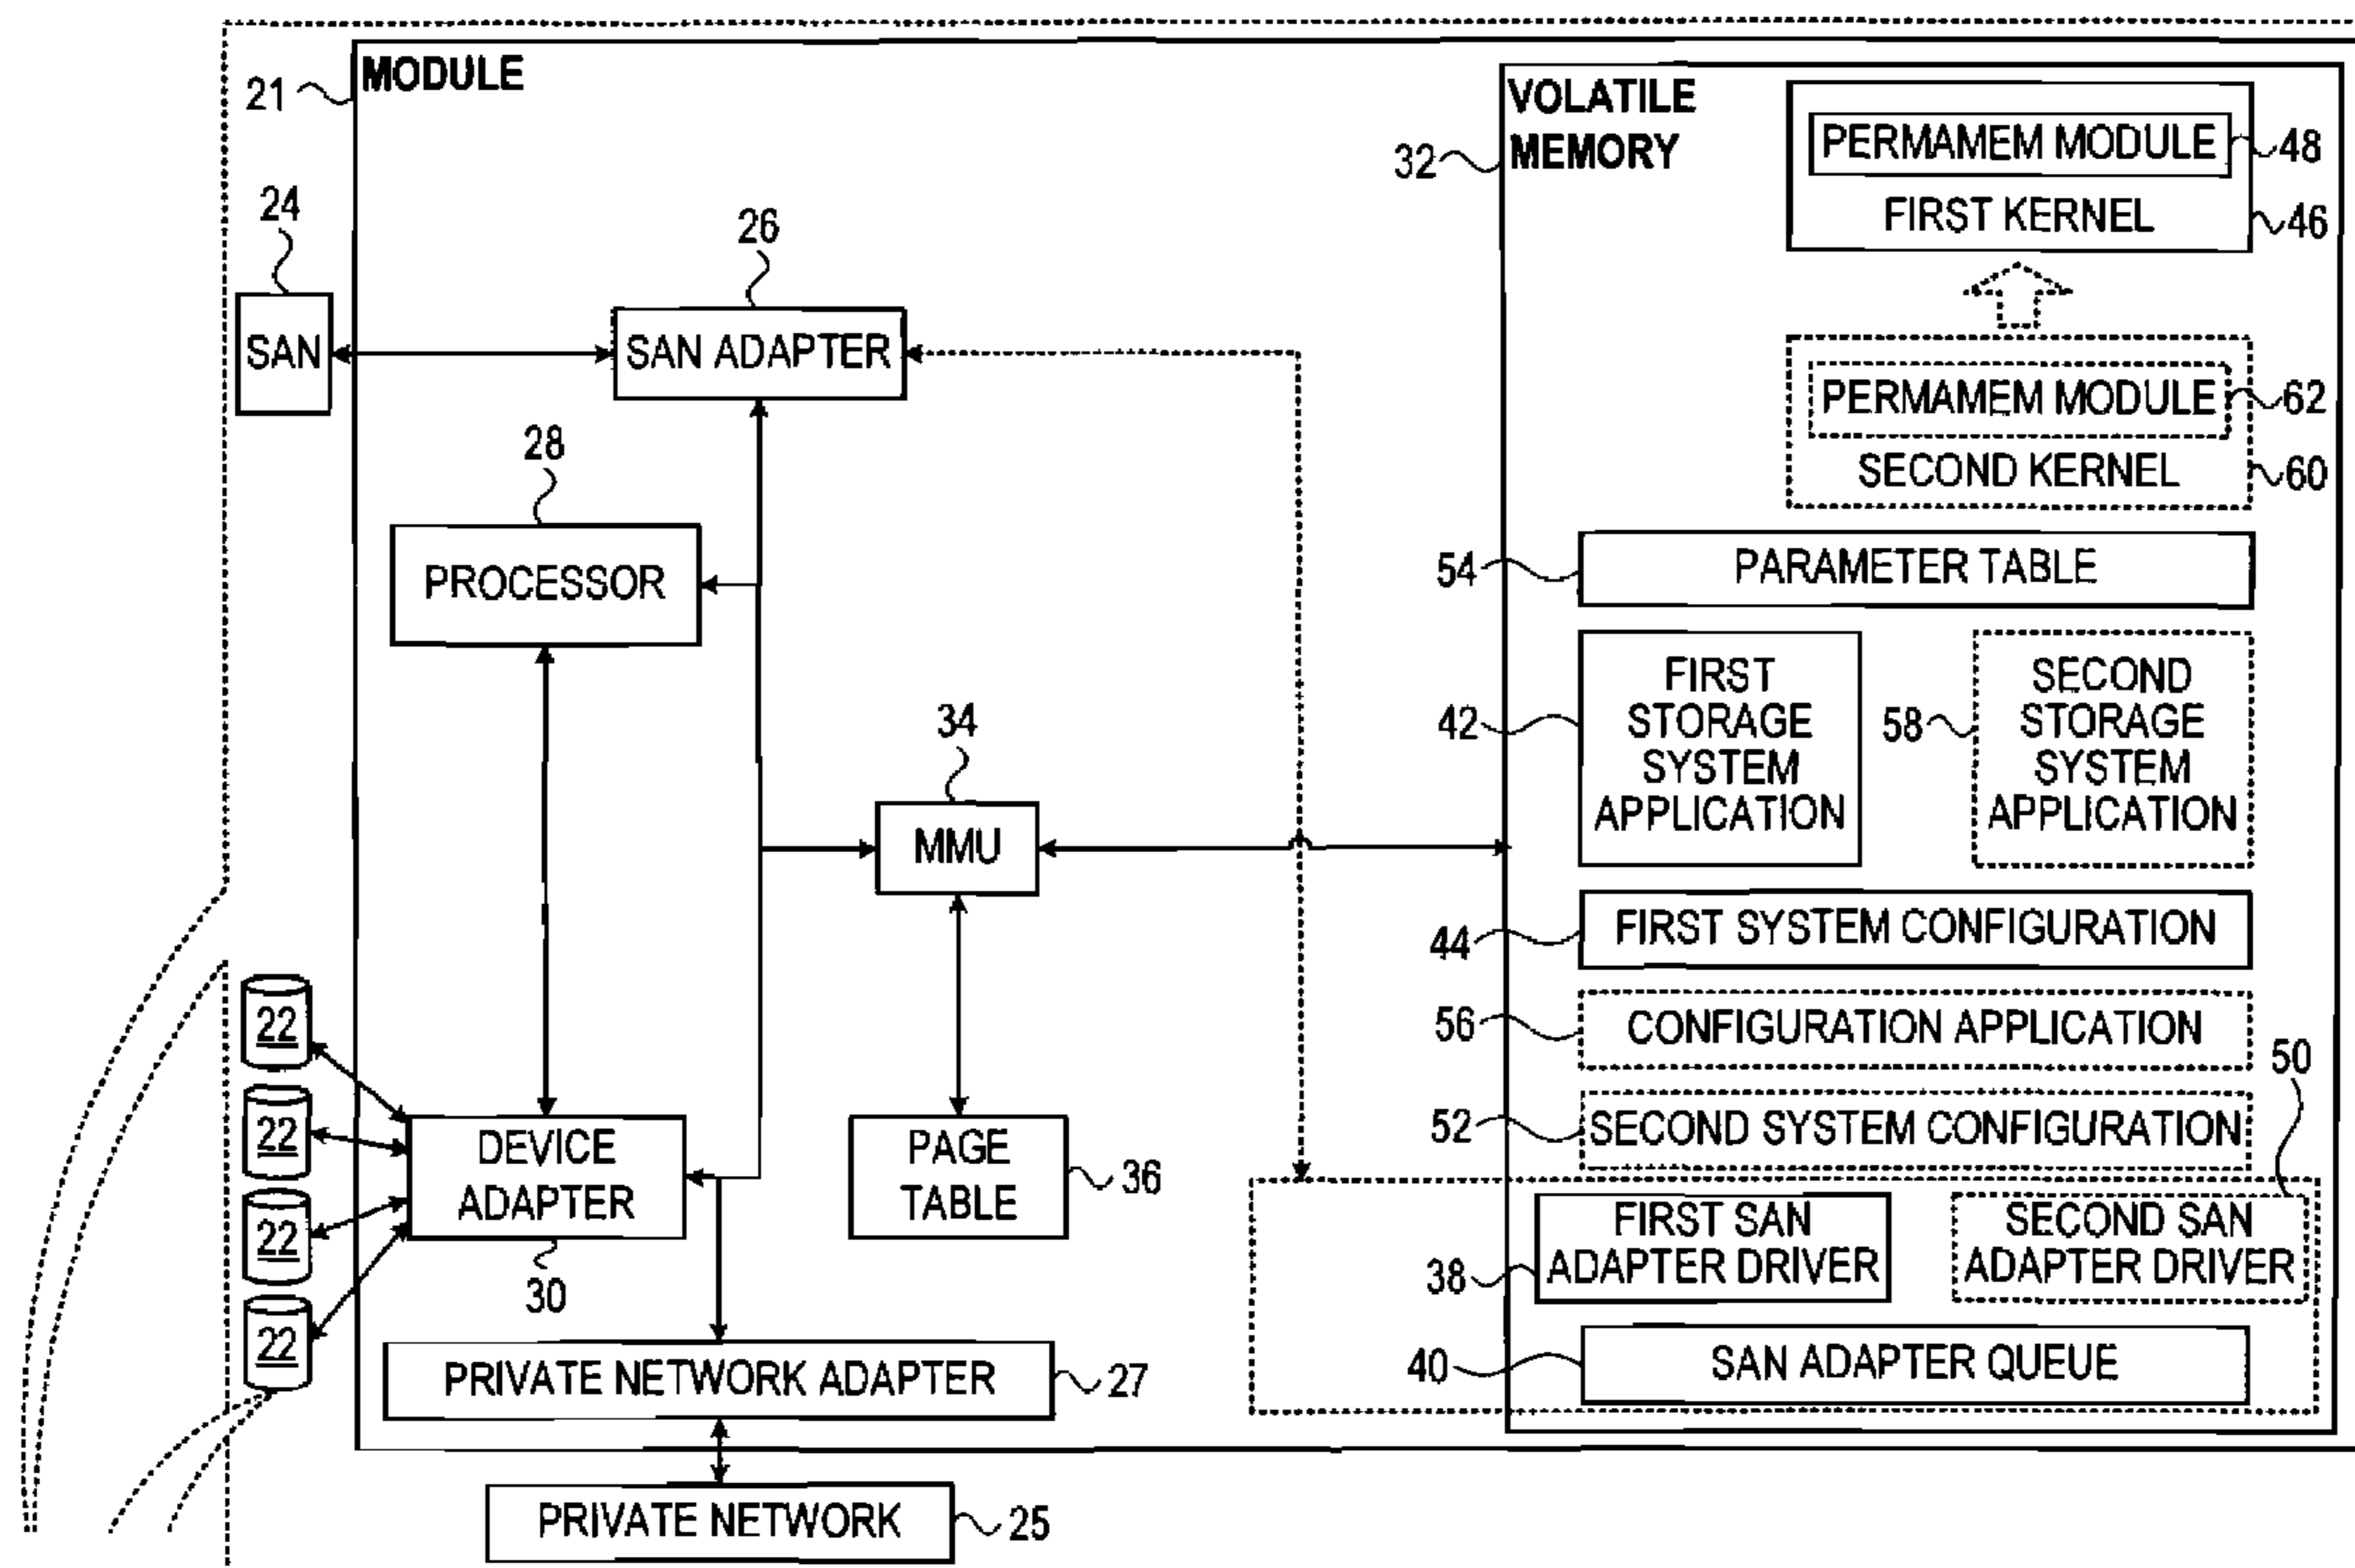 MODULE
21
VOLATILE
MEMORY
32
PERMAMEM MODULE
48
FIRST KERNEL
46
24
SAN
26
SAN ADAPTER
PERMAMEM MODULE
62
SECOND KERNEL
60
28
PROCESSOR
54
PARAMETER TABLE
42
FIRST
STORAGE
SYSTEM
APPLICATION
58
SECOND
STORAGE
SYSTEM
APPLICATION
34
MMU
44
FIRST SYSTEM CONFIGURATION
56
CONFIGURATION APPLICATION
50
52
SECOND SYSTEM CONFIGURATION
22
22
22
22
DEVICE
ADAPTER
30
PAGE
TABLE
36
38
FIRST SAN
ADAPTER DRIVER
SECOND SAN
ADAPTER DRIVER
40
SAN ADAPTER QUEUE
PRIVATE NETWORK ADAPTER
27
PRIVATE NETWORK
25